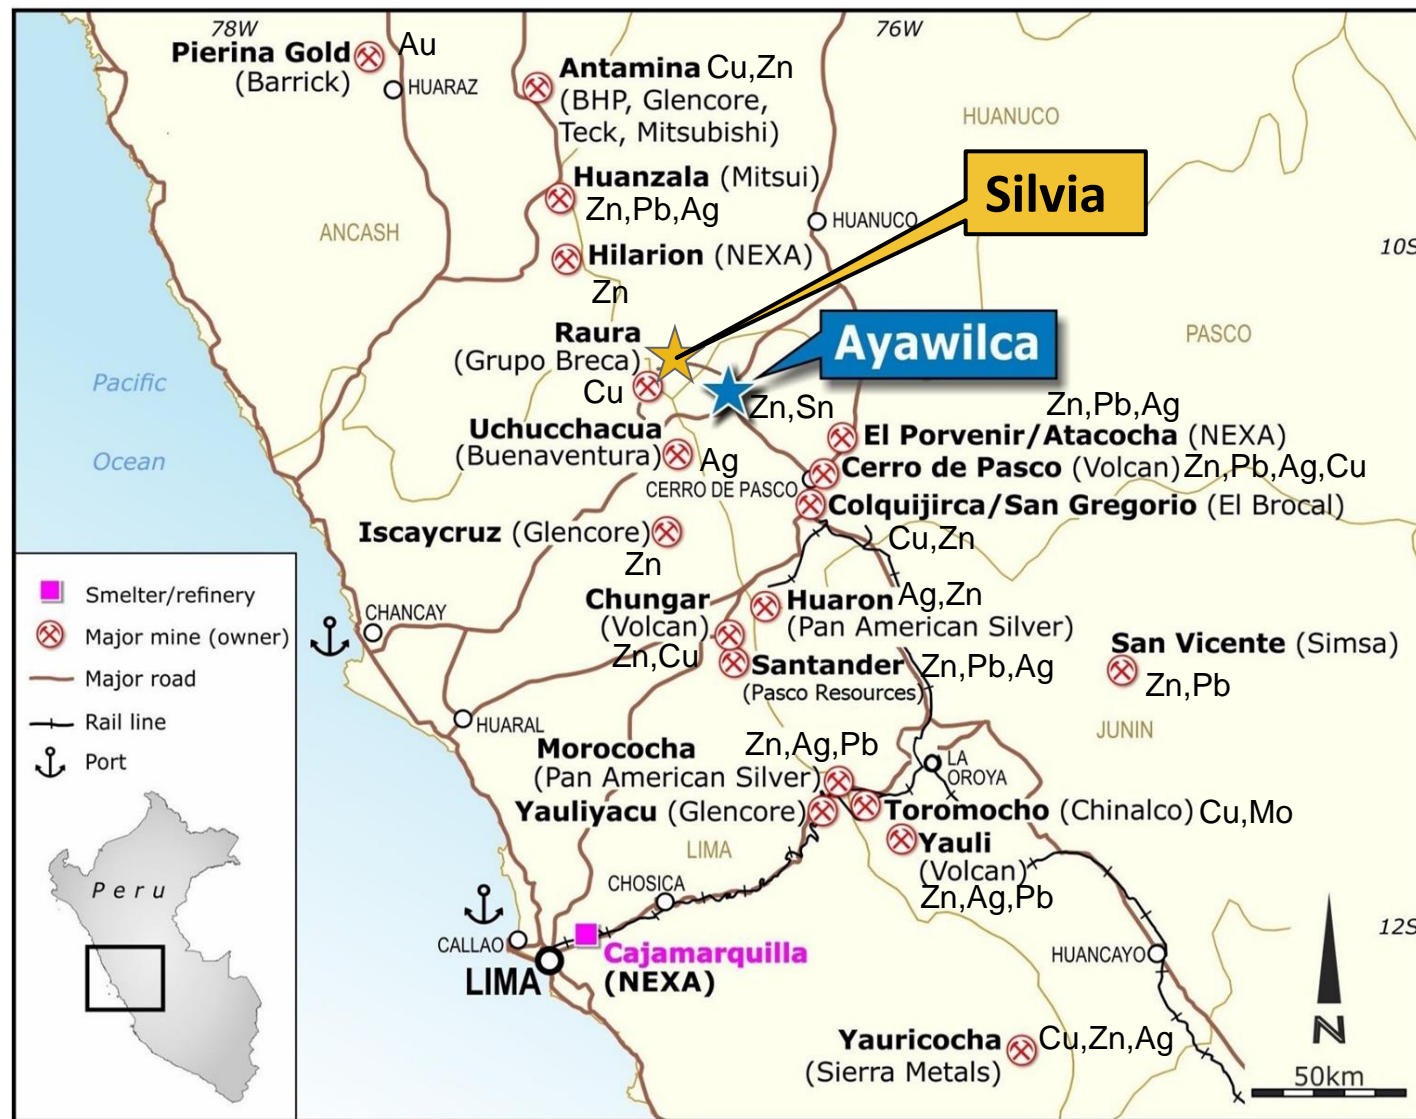 78W
76W
Pierina Gold Au
(Barrick)
HUARAZ
Antamina Cu,Zn
(BHP, Glencore,
Teck, Mitsubishi)
HUANUCO
Silvia
Huanzala (Mitsui)
Zn,Pb,Ag
HUANUCO
ANCASH
10S
Hilarion (NEXA)
Zn
Raura
(Grupo Breca)
Cu
Ayawilca
Zn,Sn
PASCO
Pacific
Ocean
Zn,Pb,Ag
El Porvenir/Atacocha (NEXA)
Uchucchacua
(Buenaventura) Ag
Cerro de Pasco (Volcan) Zn,Pb,Ag,Cu
CERRO DE PASCO
Colquijirca/San Gregorio (El Brocal)
Cu,Zn
Iscaycruz (Glencore)
Zn
Chungar
(Volcan)
Zn,Cu
Huaron Ag,Zn
(Pan American Silver)
Santander Zn,Pb,Ag
(Pasco Resources)
San Vicente (Simsa)
Zn,Pb
JUNIN
CHANCAY
HUARAL
Morococha Zn,Ag,Pb
(Pan American Silver)
LA
OROYA
Yauliyacu (Glencore)
Toromocho (Chinalco) Cu,Mo
Yauli
(Volcan)
Zn,Ag,Pb
LIMA
CHOSICA
CALLAO
LIMA
Cajamarquilla
(NEXA)
HUANCAYO
12S
Yauricocha Cu,Zn,Ag
(Sierra Metals)
Smelter/refinery
Major mine (owner)
Major road
Rail line
Port
Peru
N
50km